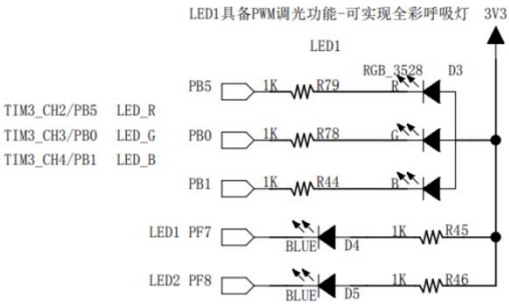 LED1具备PWM调光功能-可实现全彩呼吸灯 3V3
LED1
RGB_3528 D3
PB5 1K R79 R
TIM3_CH2/PB5 LED_R
TIM3_CH3/PB0 LED_G PB0 1K R78 G
TIM3_CH4/PB1 LED_B
PB1 1K R44 B
LED1 PF7 BLUE D4 1K R45
LED2 PF8 BLUE D5 1K R46